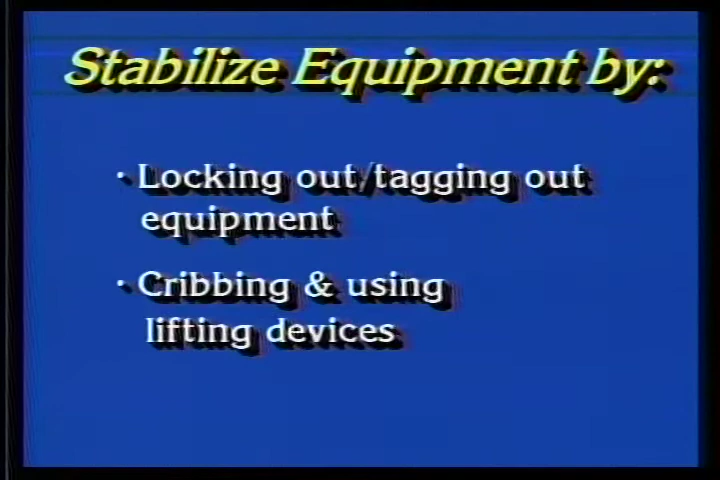 Stabilize Equipment by:
· Locking out/tagging out
equipment
· Cribbing & using
lifting devices